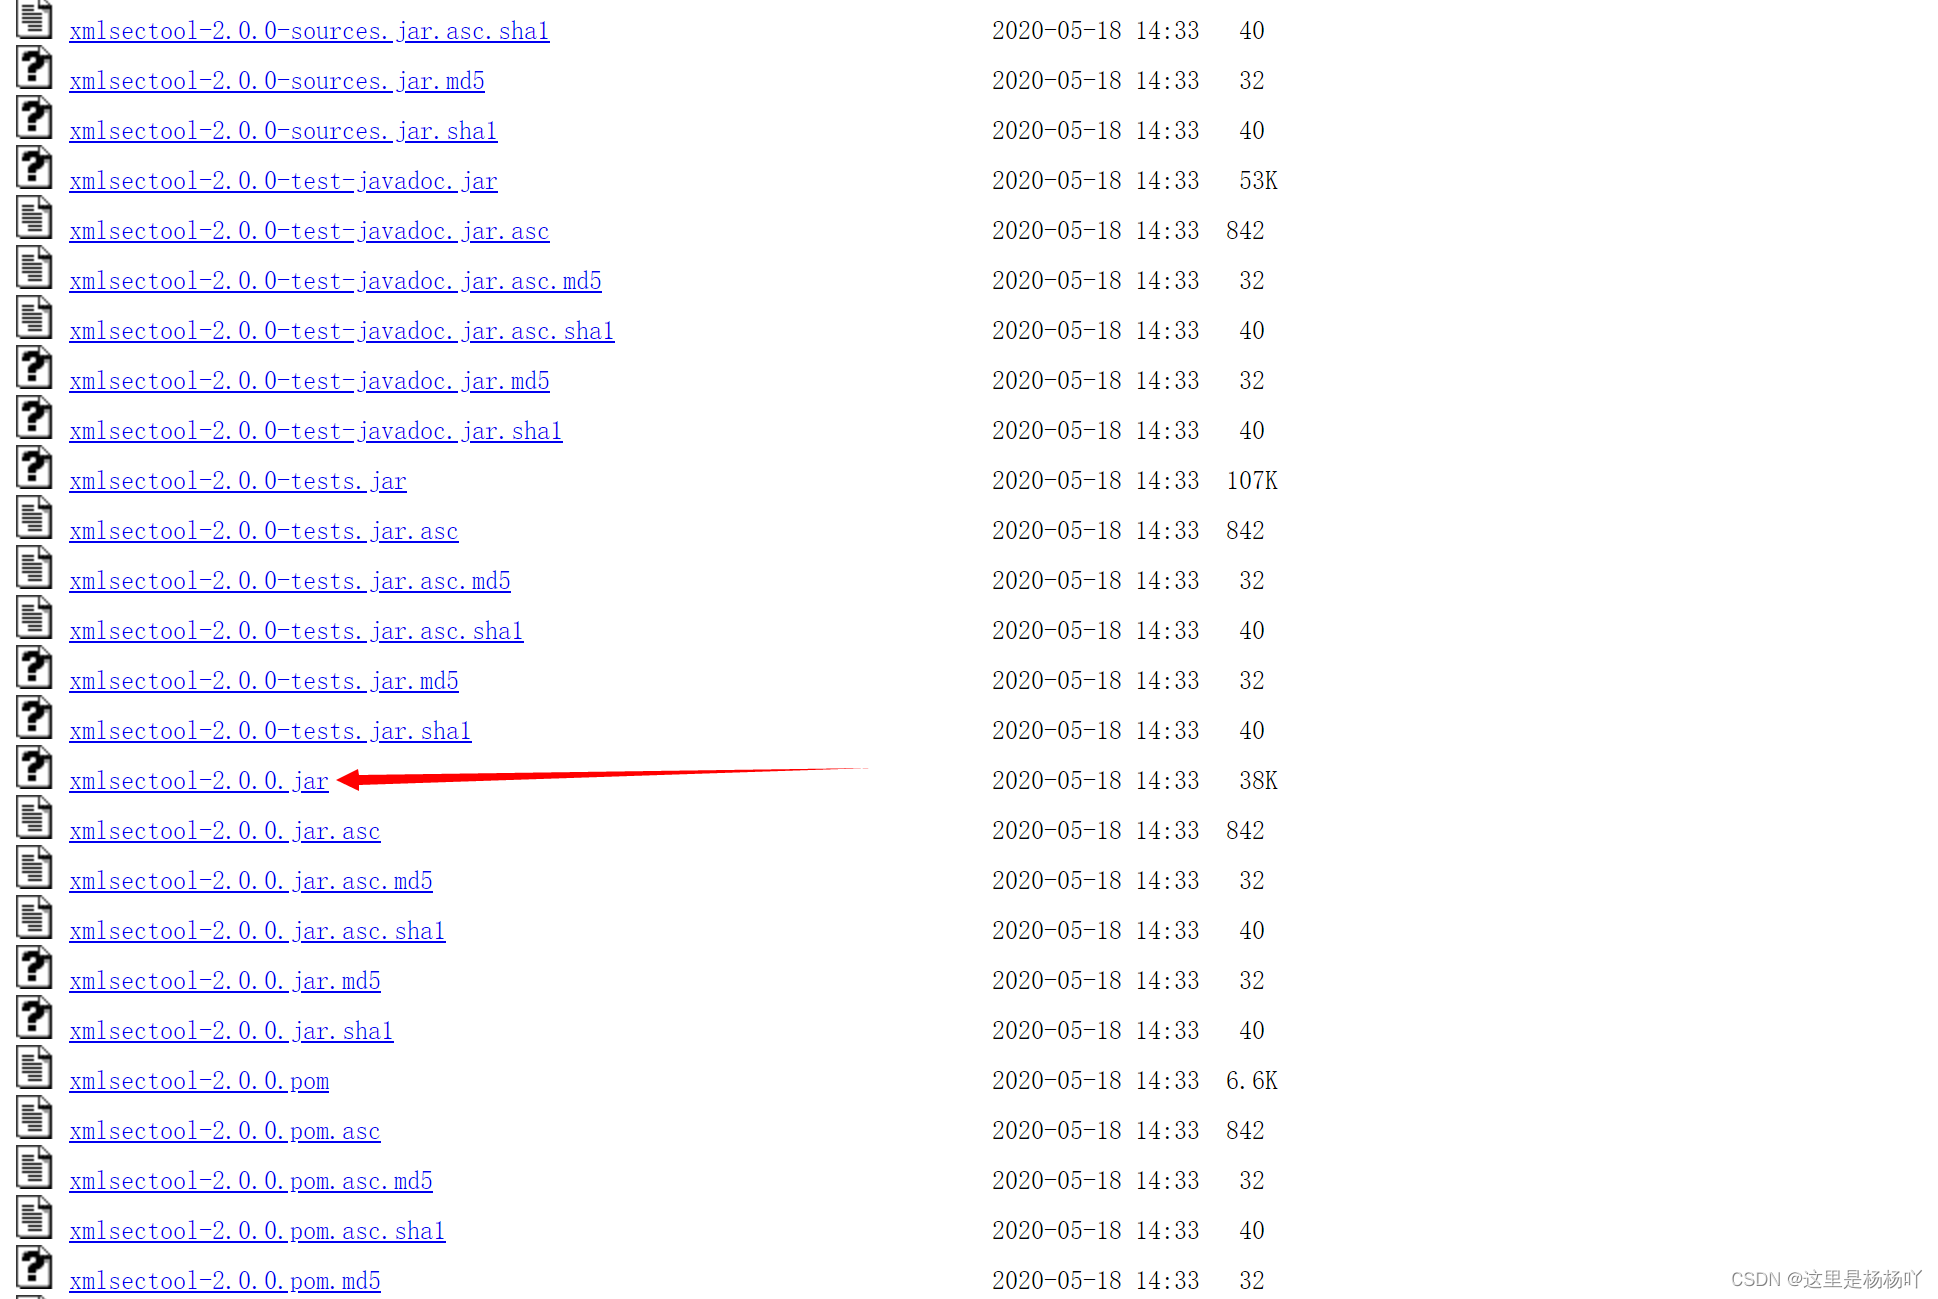 xmlsectool-2.0.0-sources.jar.asc.sha1 2020-05-18 14:33 40
xmlsectool-2.0.0-sources.jar.md5 2020-05-18 14:33 32
xmlsectool-2.0.0-sources.jar.sha1 2020-05-18 14:33 40
xmlsectool-2.0.0-test-javadoc.jar 2020-05-18 14:33 53K
xmlsectool-2.0.0-test-javadoc.jar.asc 2020-05-18 14:33 842
xmlsectool-2.0.0-test-javadoc.jar.asc.md5 2020-05-18 14:33 32
xmlsectool-2.0.0-test-javadoc.jar.asc.sha1 2020-05-18 14:33 40
xmlsectool-2.0.0-test-javadoc.jar.md5 2020-05-18 14:33 32
xmlsectool-2.0.0-test-javadoc.jar.sha1 2020-05-18 14:33 40
xmlsectool-2.0.0-tests.jar 2020-05-18 14:33 107K
xmlsectool-2.0.0-tests.jar.asc 2020-05-18 14:33 842
xmlsectool-2.0.0-tests.jar.asc.md5 2020-05-18 14:33 32
xmlsectool-2.0.0-tests.jar.asc.sha1 2020-05-18 14:33 40
xmlsectool-2.0.0-tests.jar.md5 2020-05-18 14:33 32
xmlsectool-2.0.0-tests.jar.sha1 2020-05-18 14:33 40
xmlsectool-2.0.0.jar 2020-05-18 14:33 38K
xmlsectool-2.0.0.jar.asc 2020-05-18 14:33 842
xmlsectool-2.0.0.jar.asc.md5 2020-05-18 14:33 32
xmlsectool-2.0.0.jar.asc.sha1 2020-05-18 14:33 40
xmlsectool-2.0.0.jar.md5 2020-05-18 14:33 32
xmlsectool-2.0.0.jar.sha1 2020-05-18 14:33 40
xmlsectool-2.0.0.pom 2020-05-18 14:33 6.6K
xmlsectool-2.0.0.pom.asc 2020-05-18 14:33 842
xmlsectool-2.0.0.pom.asc.md5 2020-05-18 14:33 32
xmlsectool-2.0.0.pom.asc.sha1 2020-05-18 14:33 40
xmlsectool-2.0.0.pom.md5 2020-05-18 14:33 32
CSDN @这里是杨杨吖